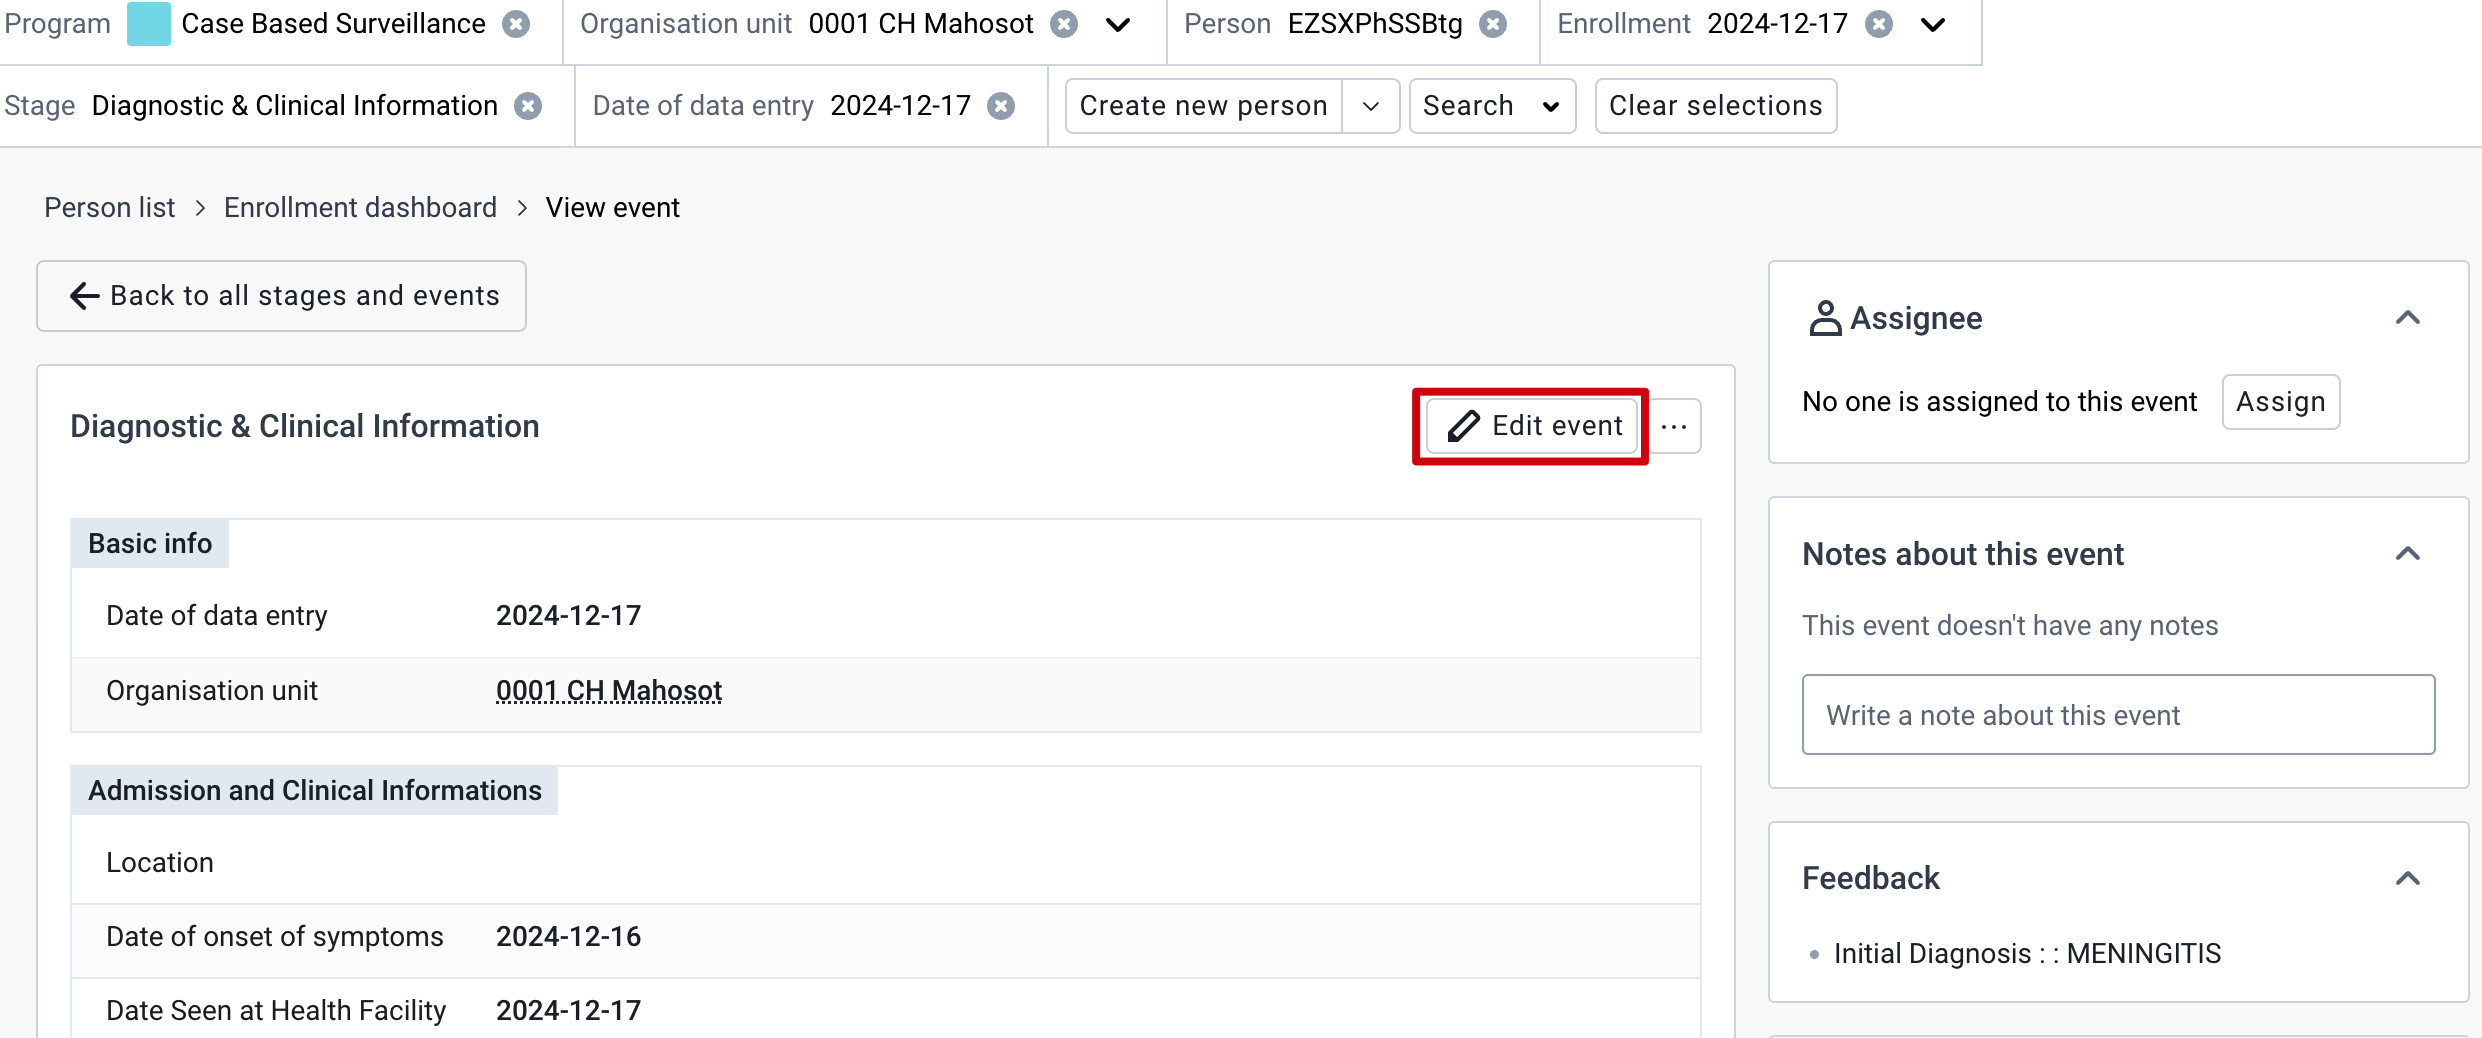 Program Case Based Surveillance Organisation unit 0001 CH Mahosot Person EZSXPhSSBtg Enrollment 2024-12-17
Stage Diagnostic & Clinical Information Date of data entry 2024-12-17 Create new person Search Clear selections
Person list > Enrollment dashboard > View event
Back to all stages and events
Diagnostic & Clinical Information
Edit event ...
Basic info
Date of data entry 2024-12-17
Organisation unit 0001 CH Mahosot
Admission and Clinical Informations
Location
Date of onset of symptoms 2024-12-16
Date Seen at Health Facility 2024-12-17
Assignee
No one is assigned to this event Assign
Notes about this event
This event doesn't have any notes
Write a note about this event
Feedback
• Initial Diagnosis : : MENINGITIS